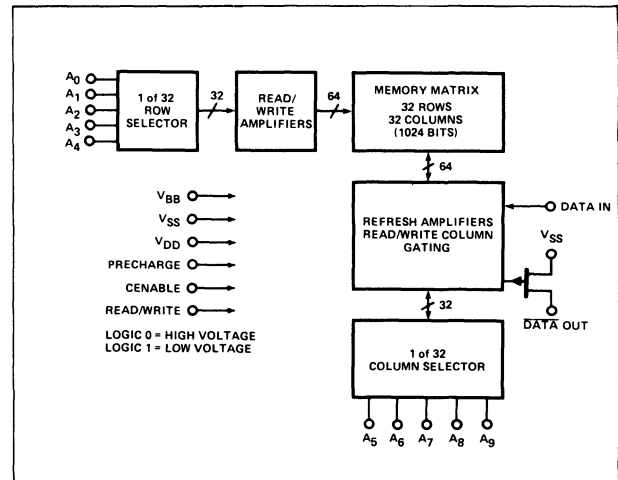 A0
A1
A2
A3
A4
1 of 32
ROW
SELECTOR
32
READ/
WRITE
AMPLIFIERS
64
MEMORY MATRIX
32 ROWS
32 COLUMNS
(1024 BITS)
64
VBB
VSS
VDD
PRECHARGE
CENABLE
READ/WRITE
LOGIC 0 = HIGH VOLTAGE
LOGIC 1 = LOW VOLTAGE
REFRESH AMPLIFIERS
READ/WRITE COLUMN
GATING
DATA IN
VSS
DATA OUT
32
1 of 32
COLUMN SELECTOR
A5 A6 A7 A8 A9